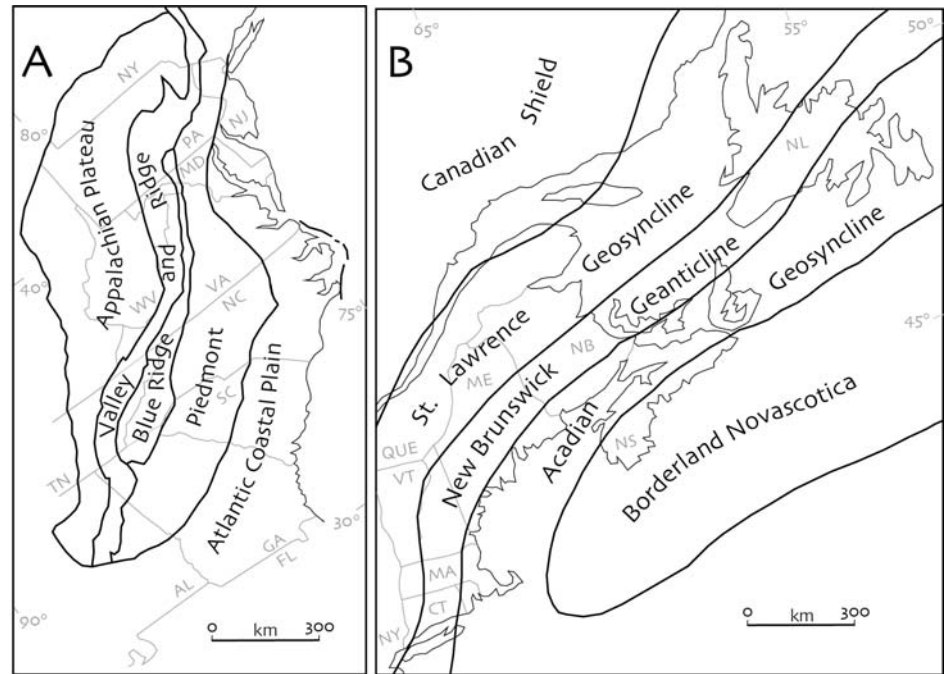 A
NY
80°
NJ
PA
MD
Appalachian Plateau
Valley and Ridge
40°
WV
VA
NC
75°
Blue Ridge
Piedmont
SC
Atlantic Coastal Plain
TN
30°
GA
FL
AL
90°
0 300
km
B
65
55
50°
Canadian Shield
NL
St. Lawrence Geosyncline
New Brunswick Geanticline
Acadian Geosyncline
45°
NB
ME
NS
Borderland Novascotica
QUE
VT
MA
CT
NY
0 300
km